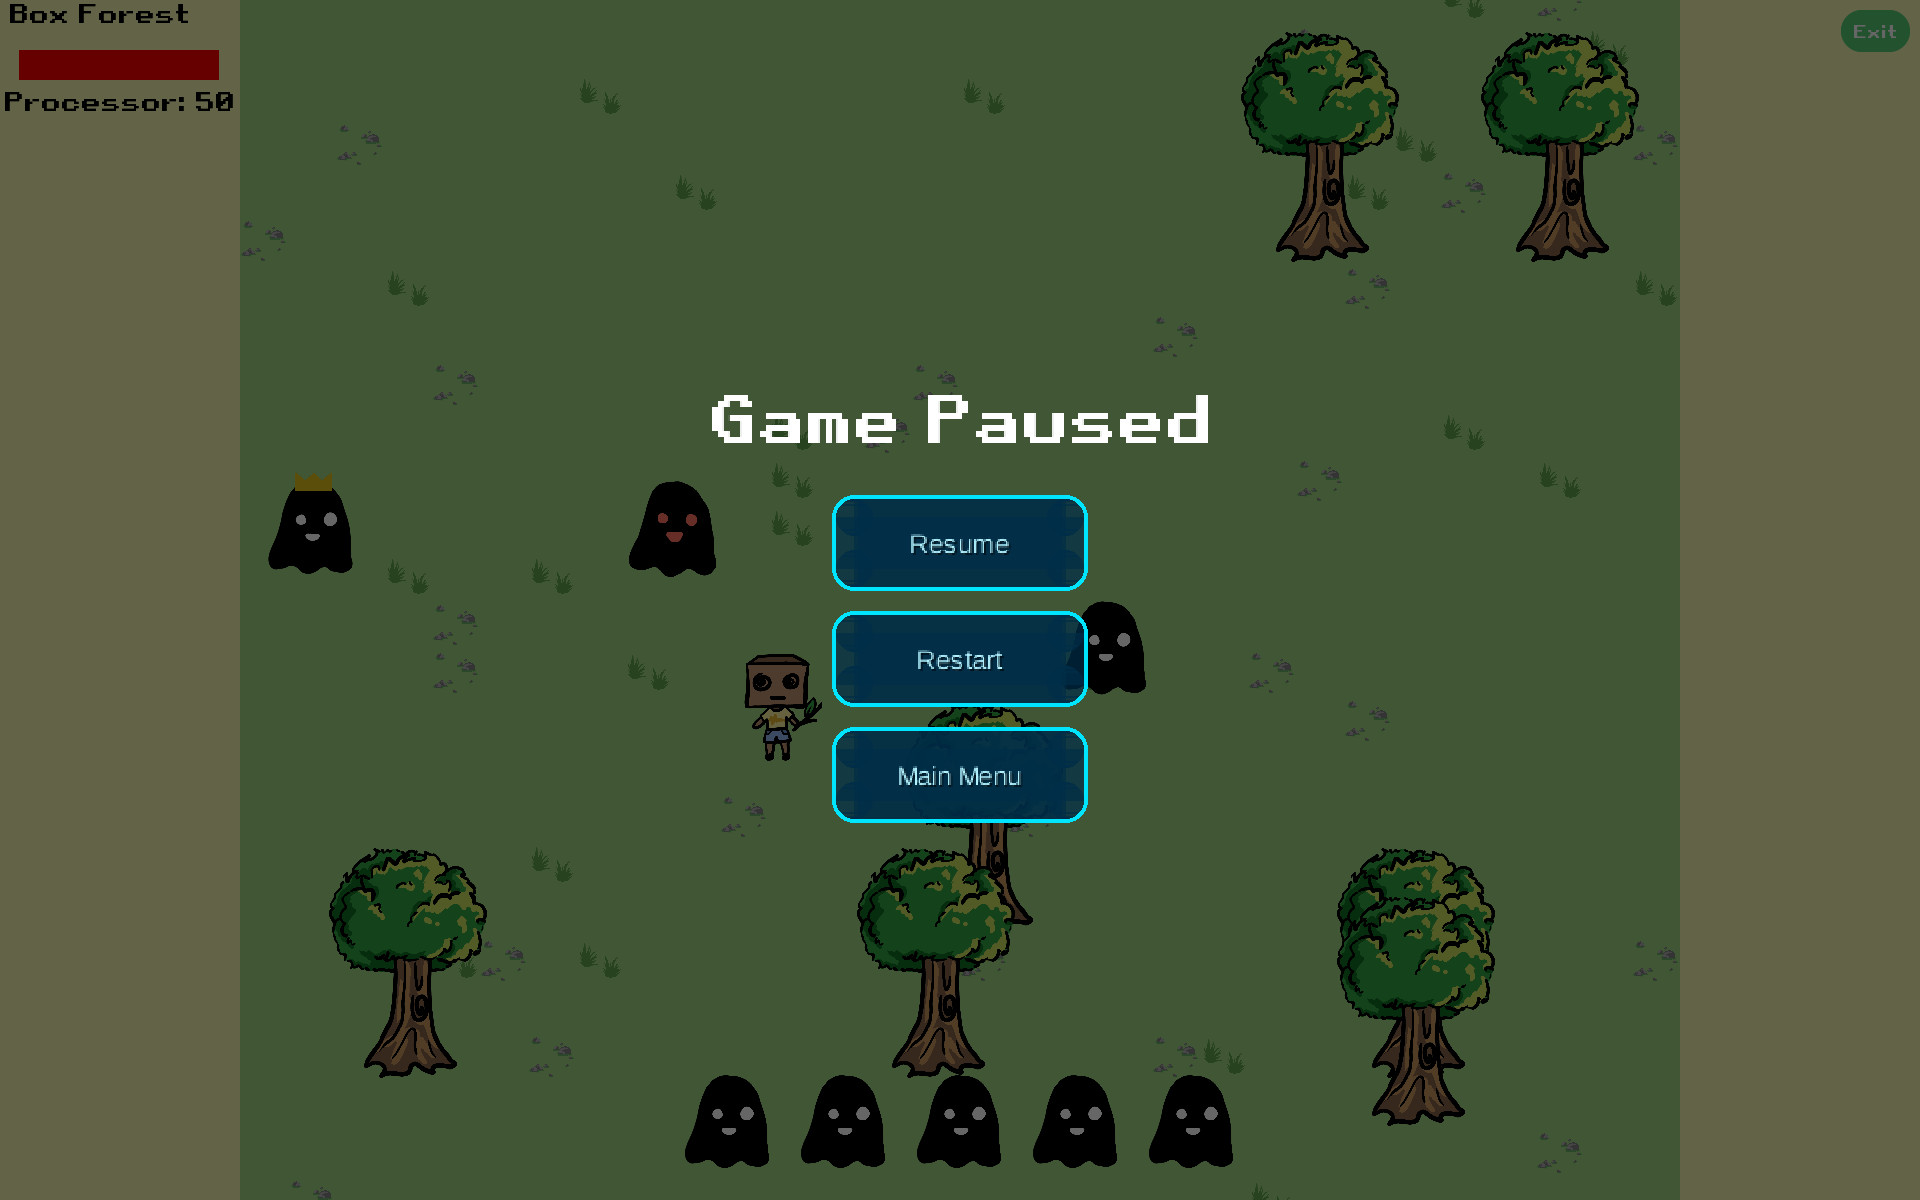 Box Forest
Exit
Processor: 50
Game Paused
Resume
Restart
Main Menu